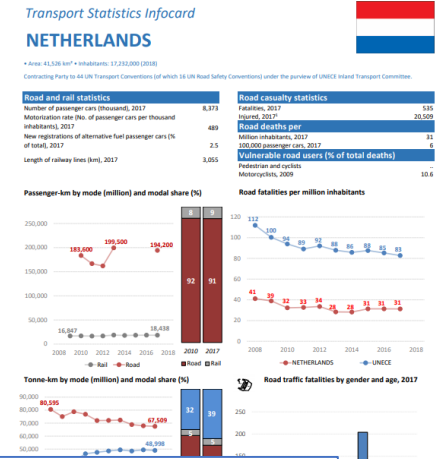 Transport Statistics Infocard
NETHERLANDS
• Area: 41,526 km² • Inhabitants: 17,232,000 (2018)
Contracting Party to 44 UN Transport Conventions (of which 16 UN Road Safety Conventions) under the purview of UNECE Inland Transport Committee.
Road and rail statistics
Number of passenger cars (thousand), 2017 8,373
Motorization rate (No. of passenger cars per thousand
inhabitants), 2017 489
New registrations of alternative fuel passenger cars (%
of total), 2017 2.5
Length of railway lines (km), 2017 3,055
Road casualty statistics
Fatalities, 2017 535
Injured, 2017⁵ 20,509
Road deaths per
Million inhabitants, 2017 31
100,000 passenger cars, 2017 6
Vulnerable road users (% of total deaths)
Pedestrian and cyclists ..
Motorcyclists, 2009 10.6
Passenger-km by mode (million) and modal share (%)
250,000
200,000
150,000
100,000
50,000
0
183,600 199,500 194,200
16,847 18,438
2008 2010 2012 2014 2016 2018
Rail Road
8 9
92 91
2010 2017
Road Rail
Road fatalities per million inhabitants
120
100
80
60
40
20
0
112 100 94 89 92 88 86 88 85 83
41 39 32 33 34 28 28 31 31 31
2008 2010 2012 2014 2016 2018
NETHERLANDS UNECE
Tonne-km by mode (million) and modal share (%)
90,000
80,000
70,000
60,000
50,000
80,595 67,509
48,998
32 39
5
Road traffic fatalities by gender and age, 2017
250
200
150